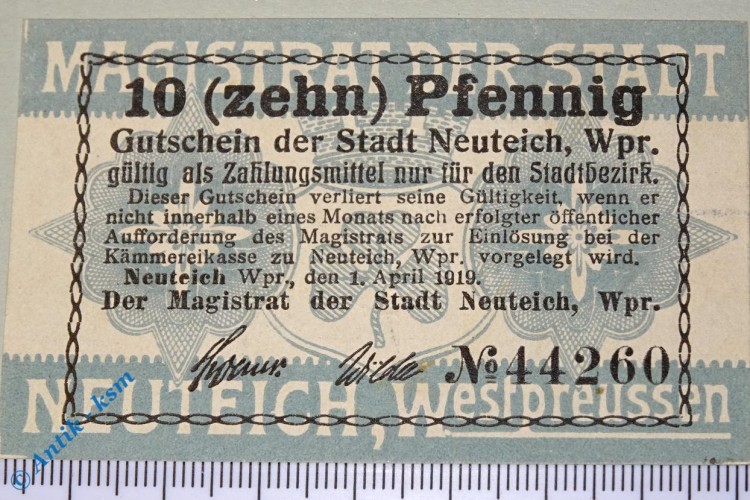 MAGISTRAT DER STADT
10 (zehn) Pfennig
Gutschein der Stadt Neuteich, Wpr.
gültig als Zahlungsmittel nur für den Stadtbezirk.
Dieser Gutschein verliert seine Gültigkeit, wenn er
nicht innerhalb eines Monats nach erfolgter öffentlicher
Aufforderung des Magistrats zur Einlösung bei der
Kämmereikasse zu Neuteich, Wpr. vorgelegt wird.
Neuteich Wpr., den 1. April 1919.
Der Magistrat der Stadt Neuteich, Wpr.
Wilde № 44260
NEUTEICH, Westpreussen
© Antik-ksm